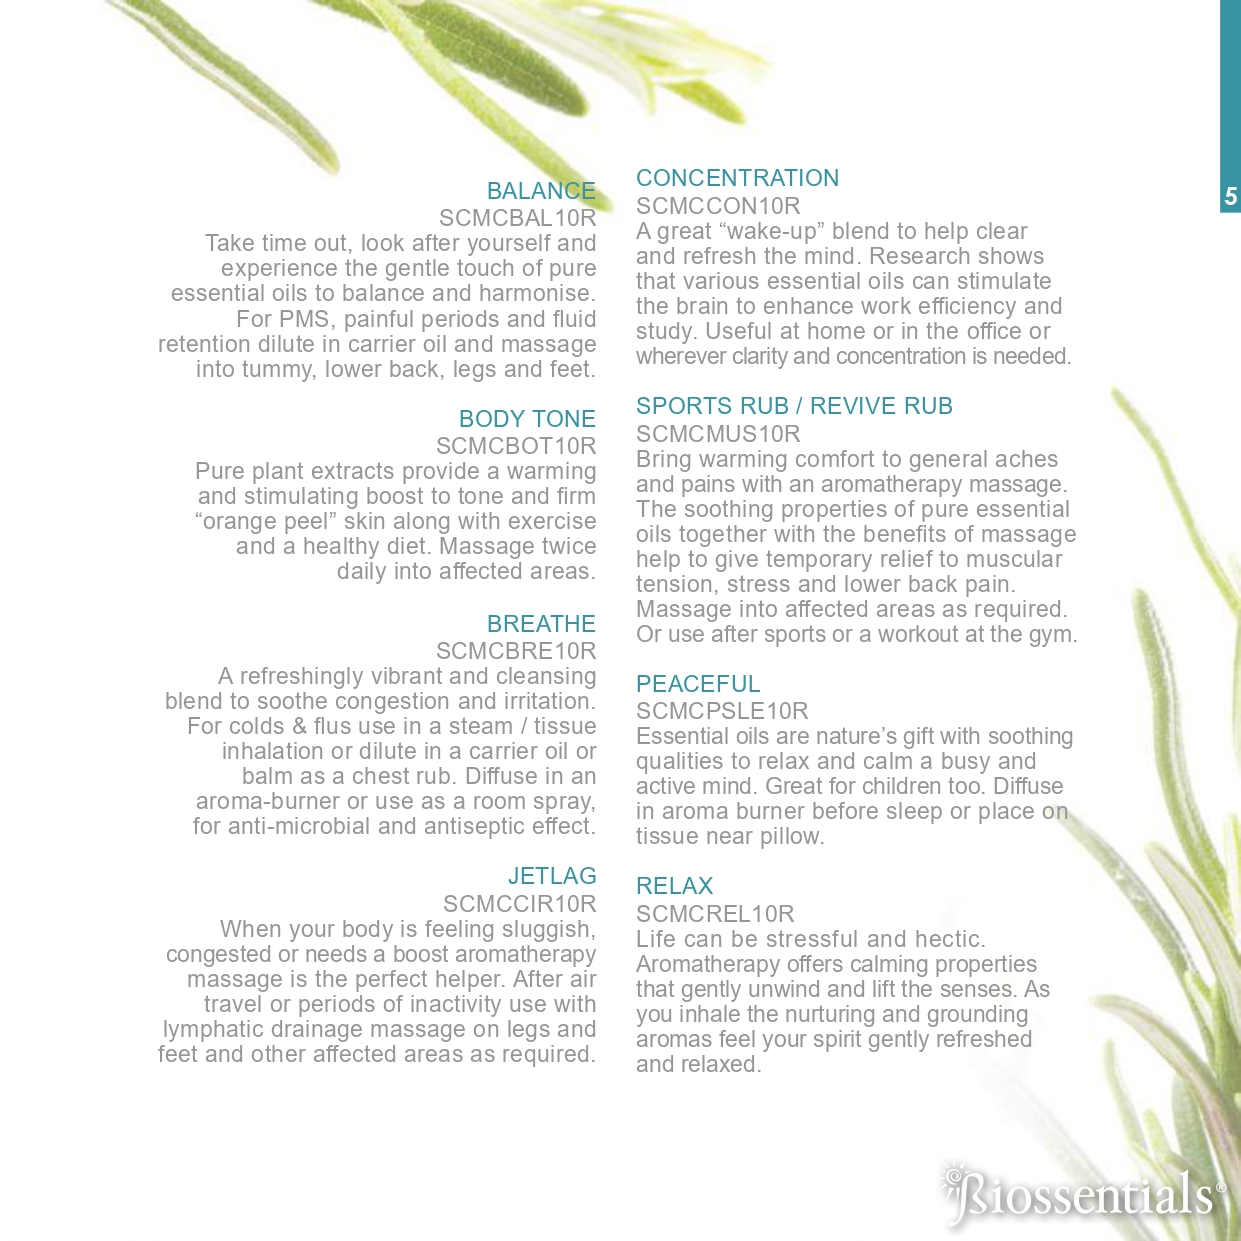 BALANCE
SCMCBAL10R
Take time out, look after yourself and
experience the gentle touch of pure
essential oils to balance and harmonise.
For PMS, painful periods and fluid
retention dilute in carrier oil and massage
into tummy, lower back, legs and feet.
BODY TONE
SCMCBOT10R
Pure plant extracts provide a warming
and stimulating boost to tone and firm
“orange peel” skin along with exercise
and a healthy diet. Massage twice
daily into affected areas.
BREATHE
SCMCBRE10R
A refreshingly vibrant and cleansing
blend to soothe congestion and irritation.
For colds & flus use in a steam / tissue
inhalation or dilute in a carrier oil or
balm as a chest rub. Diffuse in an
aroma-burner or use as a room spray,
for anti-microbial and antiseptic effect.
JETLAG
SCMCCIR10R
When your body is feeling sluggish,
congested or needs a boost aromatherapy
massage is the perfect helper. After air
travel or periods of inactivity use with
lymphatic drainage massage on legs and
feet and other affected areas as required.
CONCENTRATION
SCMCCON10R
A great “wake-up” blend to help clear
and refresh the mind. Research shows
that various essential oils can stimulate
the brain to enhance work efficiency and
study. Useful at home or in the office or
wherever clarity and concentration is needed.
SPORTS RUB / REVIVE RUB
SCMCMUS10R
Bring warming comfort to general aches
and pains with an aromatherapy massage.
The soothing properties of pure essential
oils together with the benefits of massage
help to give temporary relief to muscular
tension, stress and lower back pain.
Massage into affected areas as required.
Or use after sports or a workout at the gym.
PEACEFUL
SCMCPSLE10R
Essential oils are nature’s gift with soothing
qualities to relax and calm a busy and
active mind. Great for children too. Diffuse
in aroma burner before sleep or place on
tissue near pillow.
RELAX
SCMCREL10R
Life can be stressful and hectic.
Aromatherapy offers calming properties
that gently unwind and lift the senses. As
you inhale the nurturing and grounding
aromas feel your spirit gently refreshed
and relaxed.
5
Biossentials®